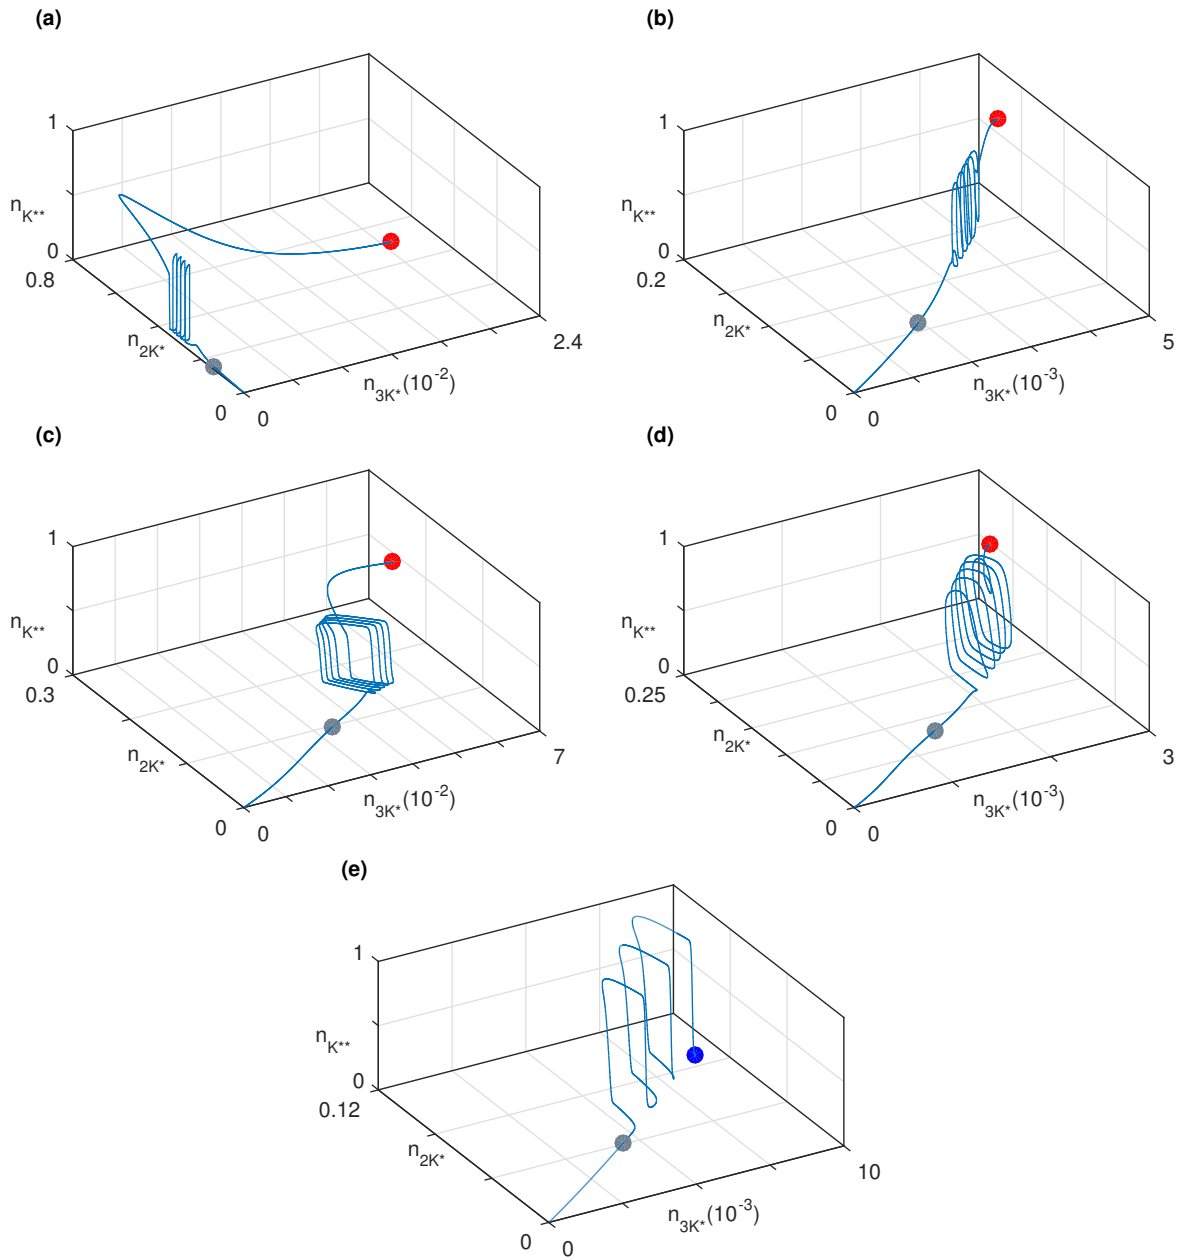 (a)
1
n_K**
0
0.8
n_2K*
0
0
n_3K*(10^-2)
2.4
(b)
1
n_K**
0
0.2
n_2K*
0
0
n_3K*(10^-3)
5
(c)
1
n_K**
0
0.3
n_2K*
0
0
n_3K*(10^-2)
7
(d)
1
n_K**
0
0.25
n_2K*
0
0
n_3K*(10^-3)
3
(e)
1
n_K**
0
0.12
n_2K*
0
0
n_3K*(10^-3)
10